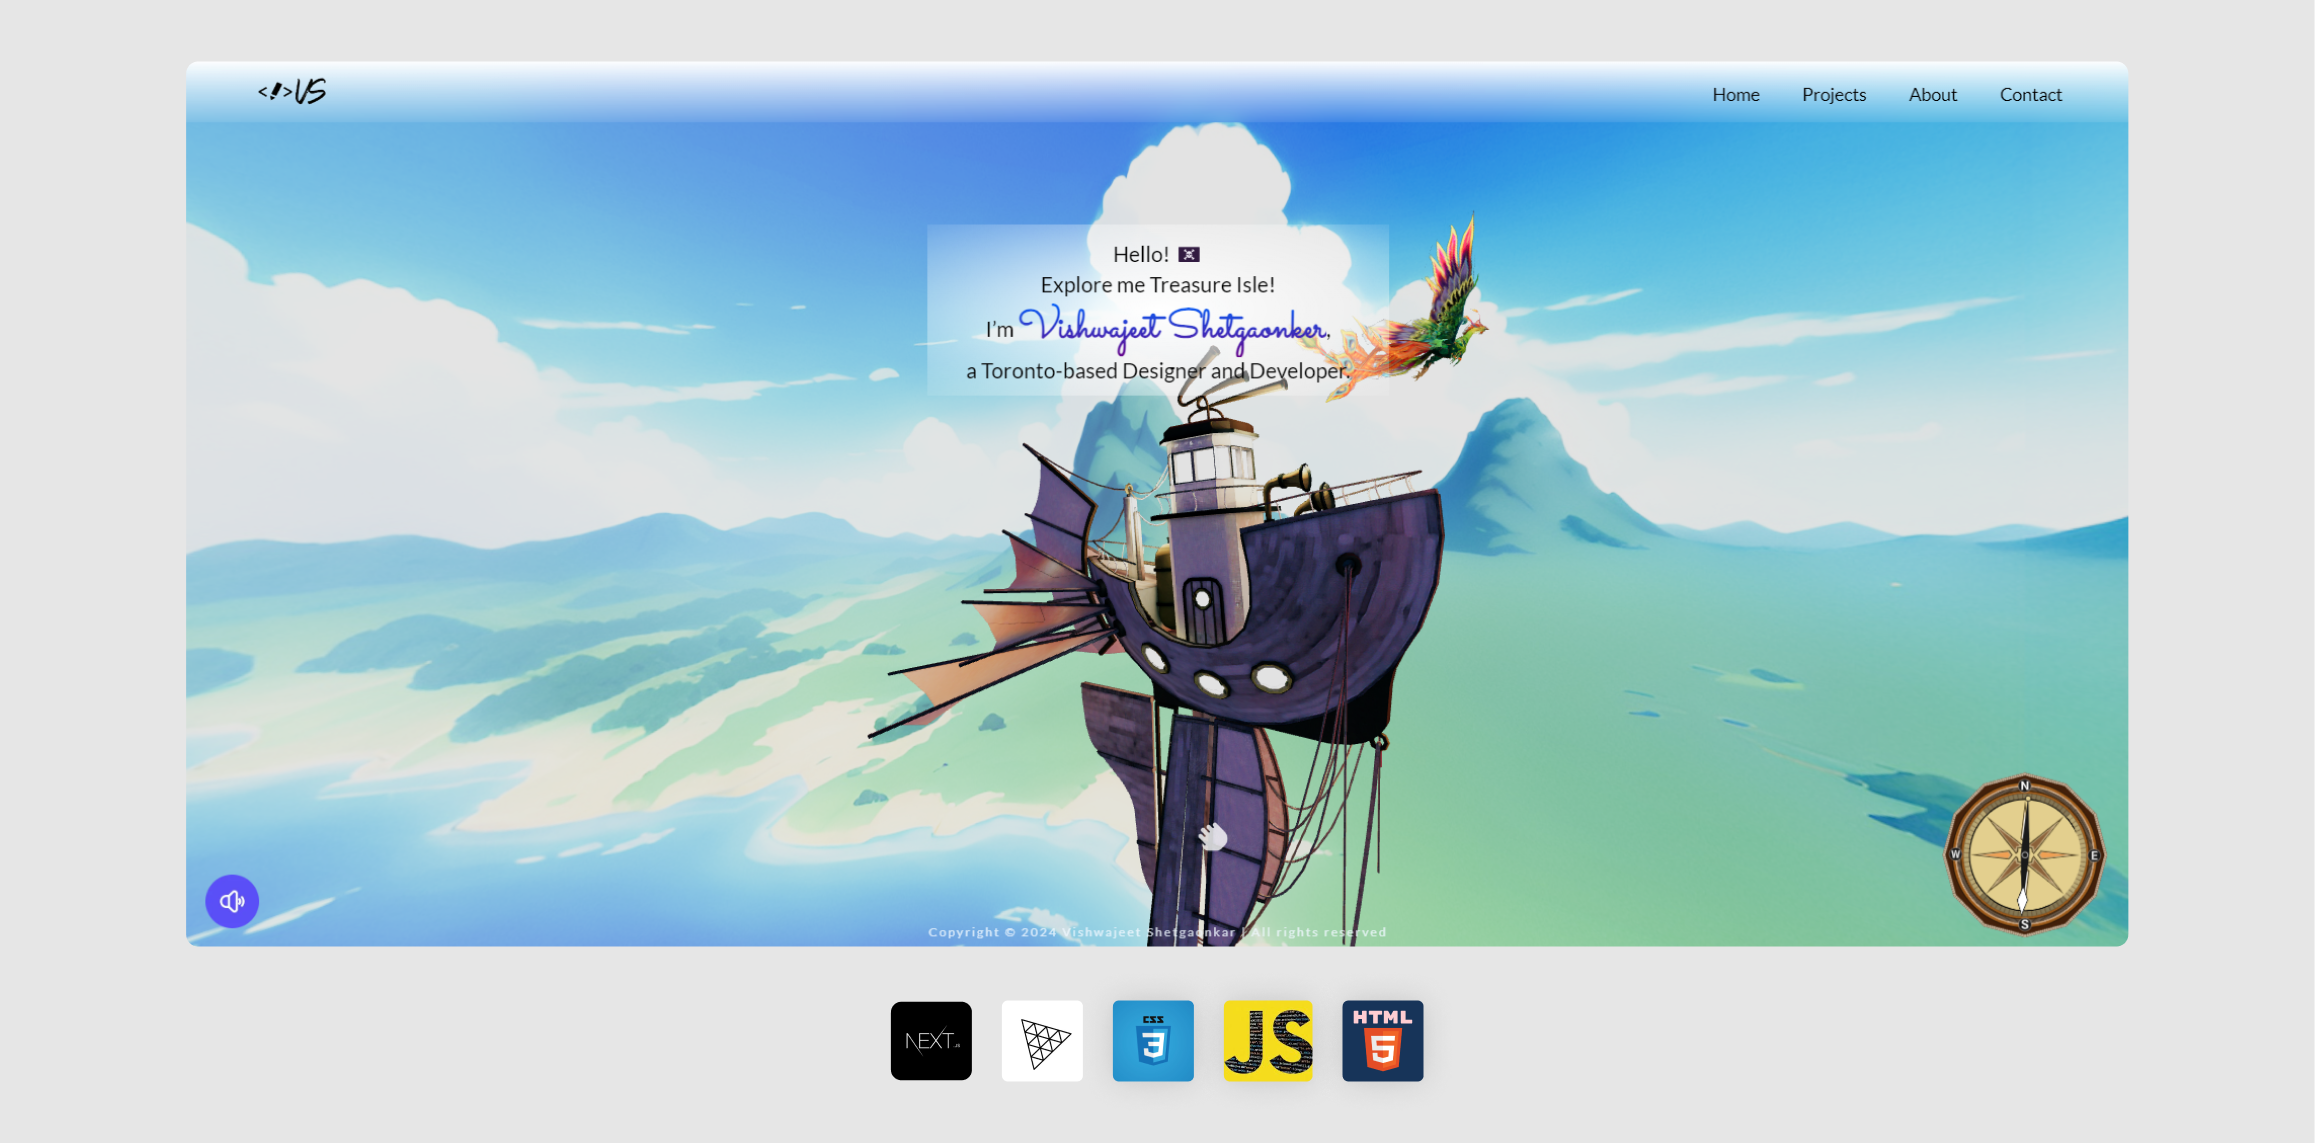 <!>VS
Home Projects About Contact
Hello!
Explore me Treasure Isle!
I'm Vishwajeet Shetgaonker,
a Toronto-based Designer and Developer.
N
W E
S
Copyright © 2024 Vishwajeet Shetgaonkar | All rights reserved
NEXT.JS
CSS
3
JS
HTML
5